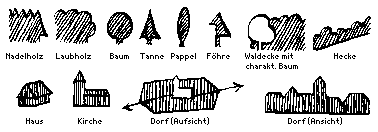 Nadelholz Laubholz Baum Tanne Pappel Föhre Waldecke mit charakt. Baum Hecke
Haus Kirche Dorf (Aufsicht) Dorf (Ansicht)